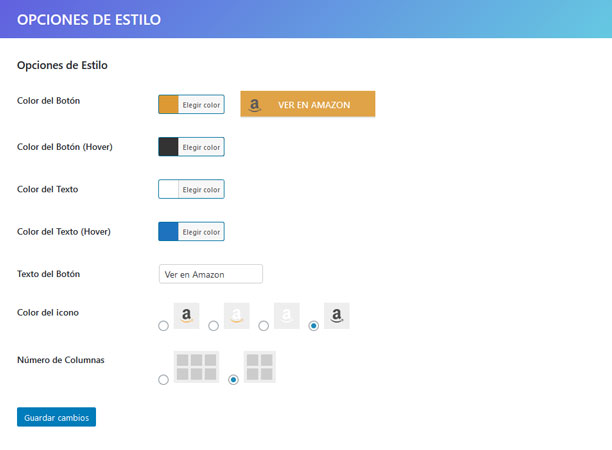 OPCIONES DE ESTILO
Opciones de Estilo
Color del Botón
Elegir color
VER EN AMAZON
Color del Botón (Hover)
Elegir color
Color del Texto
Elegir color
Color del Texto (Hover)
Elegir color
Texto del Botón
Ver en Amazon
Color del icono
Número de Columnas
Guardar cambios